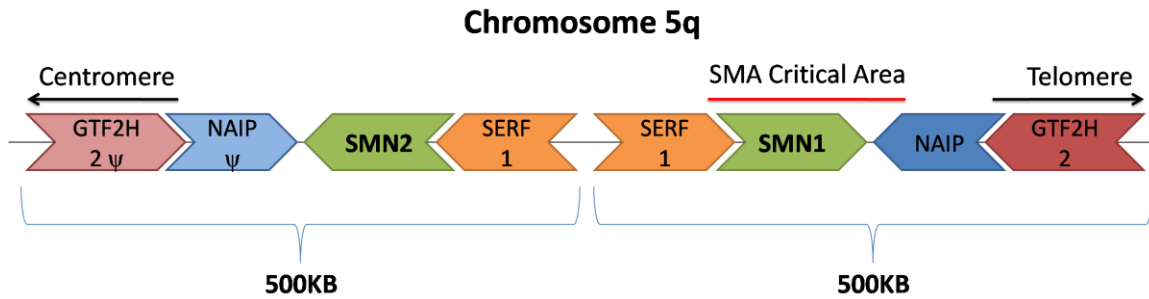 Chromosome 5q
Centromere
SMA Critical Area
Telomere
GTF2H
2 ψ
NAIP
ψ
SMN2
SERF
1
SERF
1
SMN1
NAIP
GTF2H
2
500KB
500KB